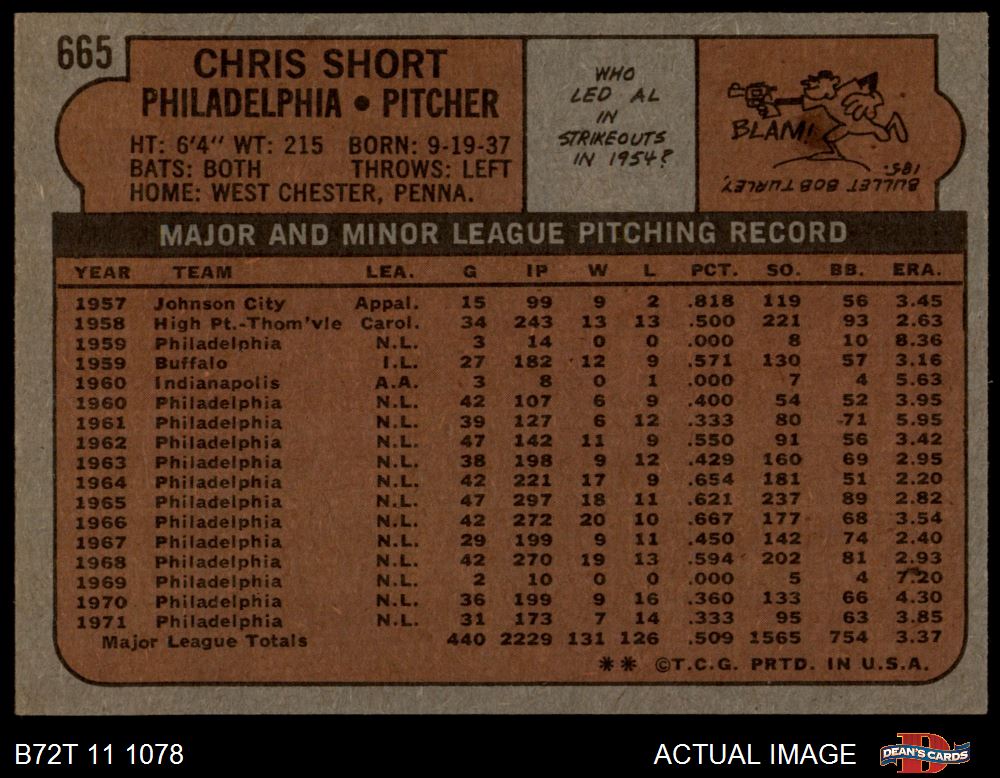 665
CHRIS SHORT
PHILADELPHIA • PITCHER
HT: 6'4" WT: 215 BORN: 9-19-37
BATS: BOTH THROWS: LEFT
HOME: WEST CHESTER, PENNA.
WHO
LED AL
IN
STRIKEOUTS
IN 1954?
BLAM!
BULLET BOB TURLEY,
185.
MAJOR AND MINOR LEAGUE PITCHING RECORD
YEAR TEAM LEA. G IP W L PCT. SO. BB. ERA.
1957 Johnson City Appal. 15 99 9 2 .818 119 56 3.45
1958 High Pt.-Thom'vle Carol. 34 243 13 13 .500 221 93 2.63
1959 Philadelphia N.L. 3 14 0 0 .000 8 10 8.36
1959 Buffalo I.L. 27 182 12 9 .571 130 57 3.16
1960 Indianapolis A.A. 3 8 0 1 .000 7 4 5.63
1960 Philadelphia N.L. 42 107 6 9 .400 54 52 3.95
1961 Philadelphia N.L. 39 127 6 12 .333 80 71 5.95
1962 Philadelphia N.L. 47 142 11 9 .550 91 56 3.42
1963 Philadelphia N.L. 38 198 9 12 .429 160 69 2.95
1964 Philadelphia N.L. 42 221 17 9 .654 181 51 2.20
1965 Philadelphia N.L. 47 297 18 11 .621 237 89 2.82
1966 Philadelphia N.L. 42 272 20 10 .667 177 68 3.54
1967 Philadelphia N.L. 29 199 9 11 .450 142 74 2.40
1968 Philadelphia N.L. 42 270 19 13 .594 202 81 2.93
1969 Philadelphia N.L. 2 10 0 0 .000 5 4 7.20
1970 Philadelphia N.L. 36 199 9 16 .360 133 66 4.30
1971 Philadelphia N.L. 31 173 7 14 .333 95 63 3.85
Major League Totals 440 2229 131 126 .509 1565 754 3.37
** ©T.C.G. PRTD. IN U.S.A.
B72T 11 1078
ACTUAL IMAGE
DEAN'S CARDS